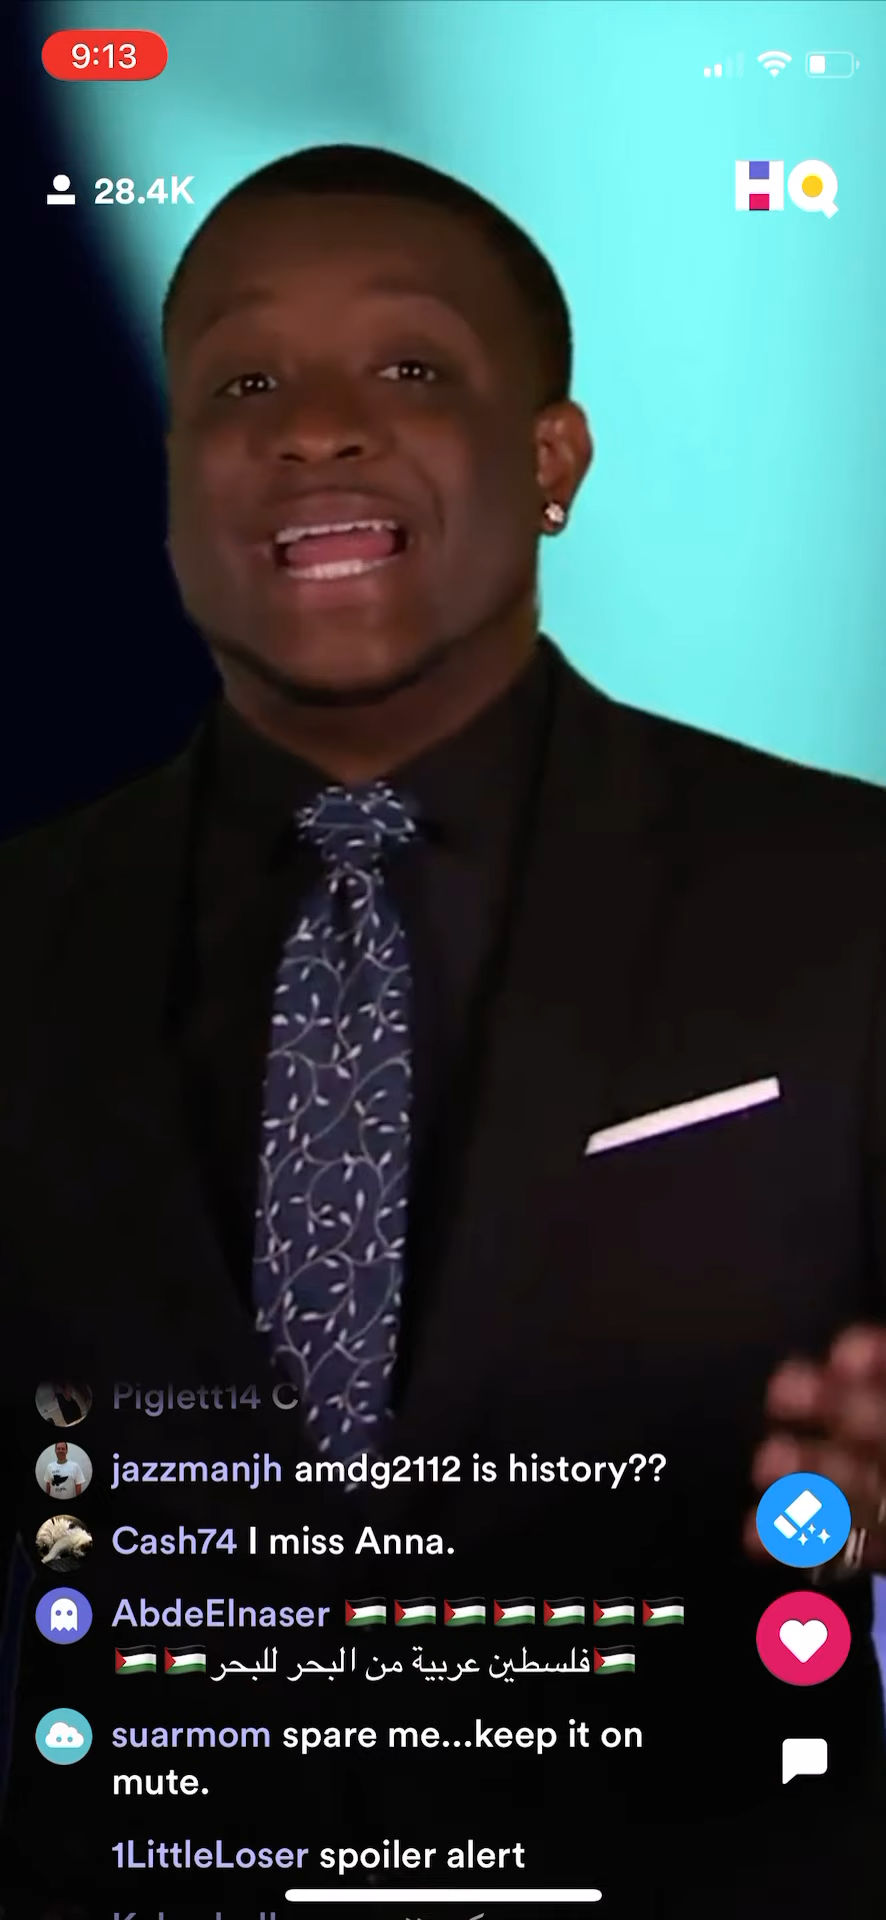 9:13
28.4K
HQ
Piglett14 C
jazzmanjh amdg2112 is history??
Cash74 I miss Anna.
AbdeElnaser 🇵🇸🇵🇸🇵🇸🇵🇸🇵🇸🇵🇸🇵🇸
🇵🇸فلسطين عربية من البحر للبحر🇵🇸🇵🇸
suarmom spare me...keep it on
mute.
1LittleLoser spoiler alert